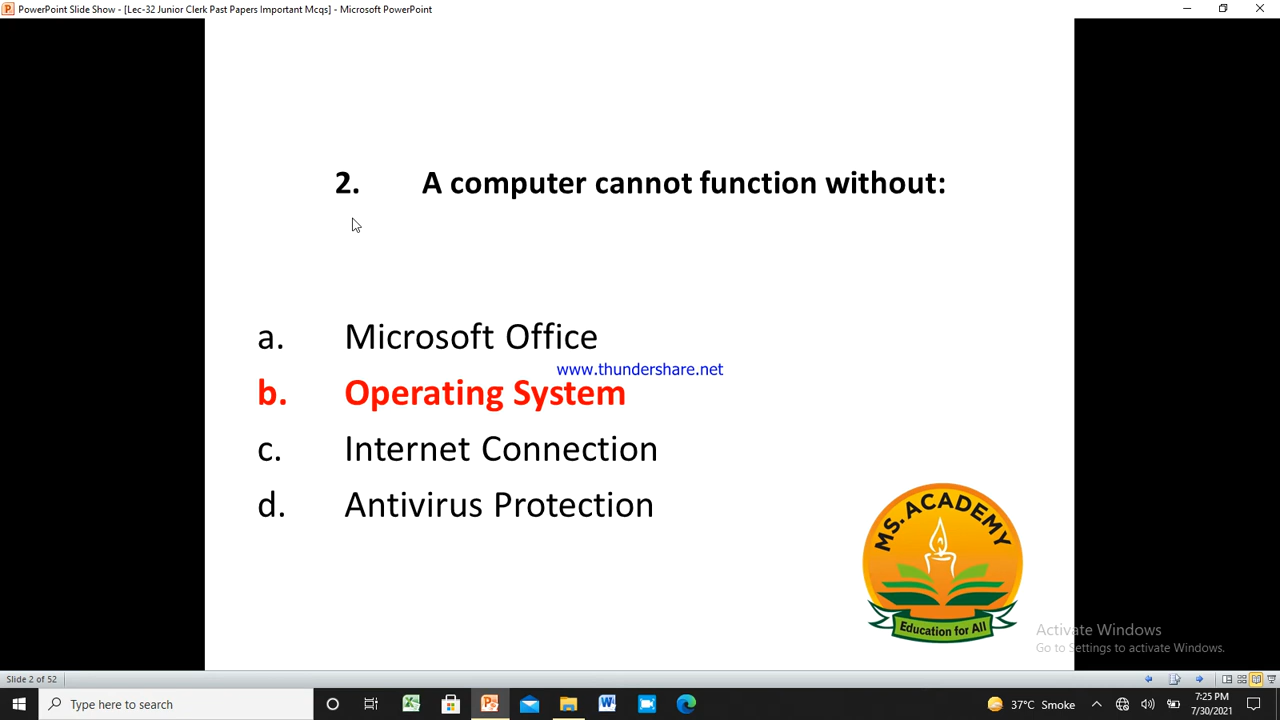 PowerPoint Slide Show - [Lec-32 Junior Clerk Past Papers Important Mcqs] - Microsoft PowerPoint
2. A computer cannot function without:
a. Microsoft Office
www.thundershare.net
b. Operating System
c. Internet Connection
d. Antivirus Protection
MS. ACADEMY
Education for All
Activate Windows
Go to Settings to activate Windows.
Slide 2 of 52
Type here to search
37°C Smoke
7:25 PM
7/30/2021